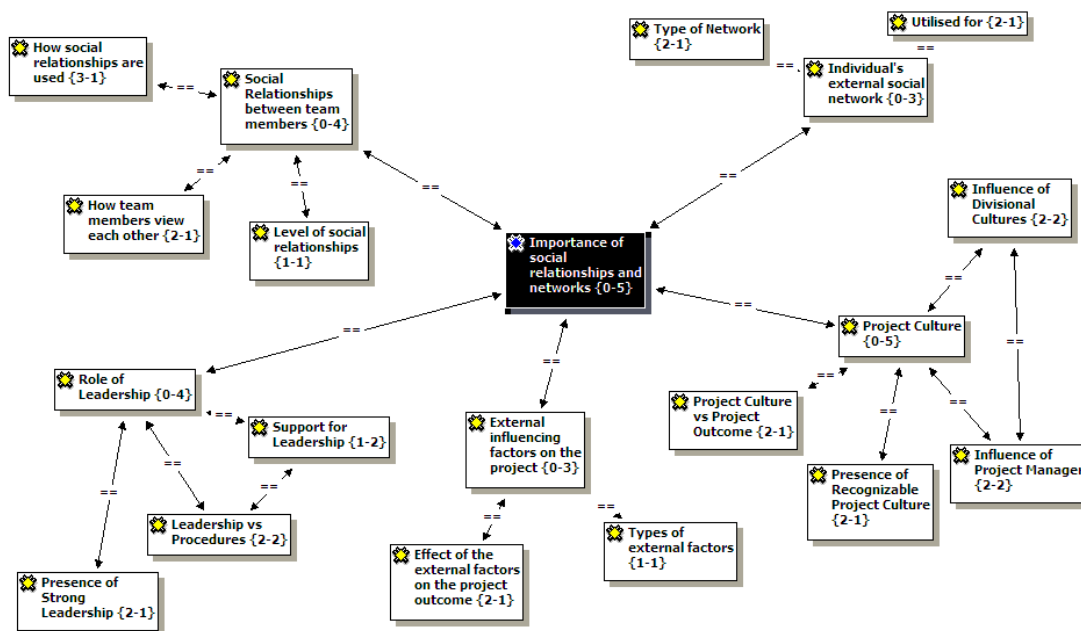 How social
relationships are
used {3-1}
==
Social
Relationships
between team
members {0-4}
==
How team
members view
each other {2-1}
==
Level of social
relationships
{1-1}
==
Type of Network
{2-1}
==
Utilised for {2-1}
==
Individual's
external social
network {0-3}
==
Importance of
social
relationships and
networks {0-5}
==
Influence of
Divisional
Cultures {2-2}
==
==
Project Culture
{0-5}
==
Project Culture
vs Project
Outcome {2-1}
==
Presence of
Recognizable
Project Culture
{2-1}
==
Influence of
Project Manager
{2-2}
==
Role of
Leadership {0-4}
==
Support for
Leadership {1-2}
==
==
Leadership vs
Procedures {2-2}
==
Presence of
Strong
Leadership {2-1}
==
==
External
influencing
factors on the
project {0-3}
==
Effect of the
external factors
on the project
outcome {2-1}
==
Types of
external factors
{1-1}